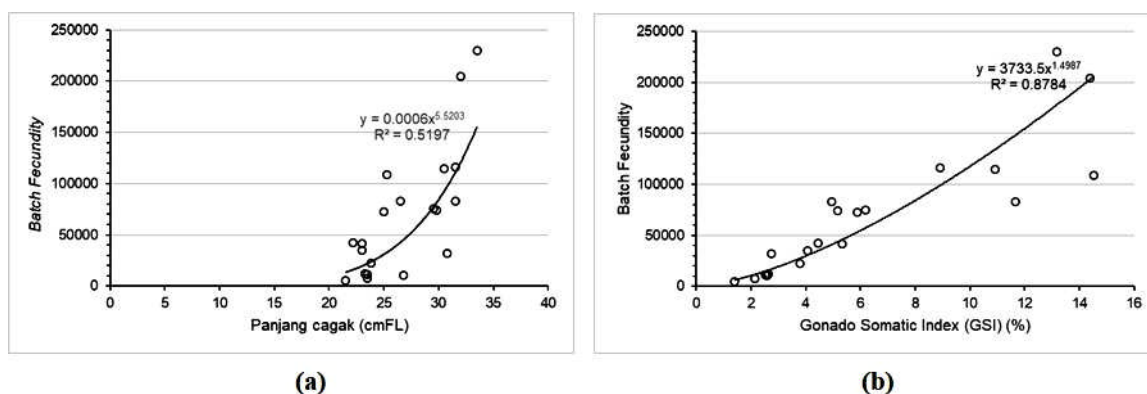 250000
200000
150000
100000
50000
0
Batch Fecundity
y = 0.0006x^5.5203
R² = 0.5197
0 5 10 15 20 25 30 35 40
Panjang cagak (cmFL)
(a)
250000
200000
150000
100000
50000
0
Batch Fecundity
y = 3733.5x^1.4987
R² = 0.8784
0 2 4 6 8 10 12 14 16
Gonado Somatic Index (GSI) (%)
(b)